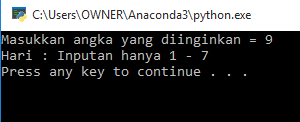 C:\Users\OWNER\Anaconda3\python.exe
Masukkan angka yang diinginkan = 9
Hari : Inputan hanya 1 - 7
Press any key to continue . . .